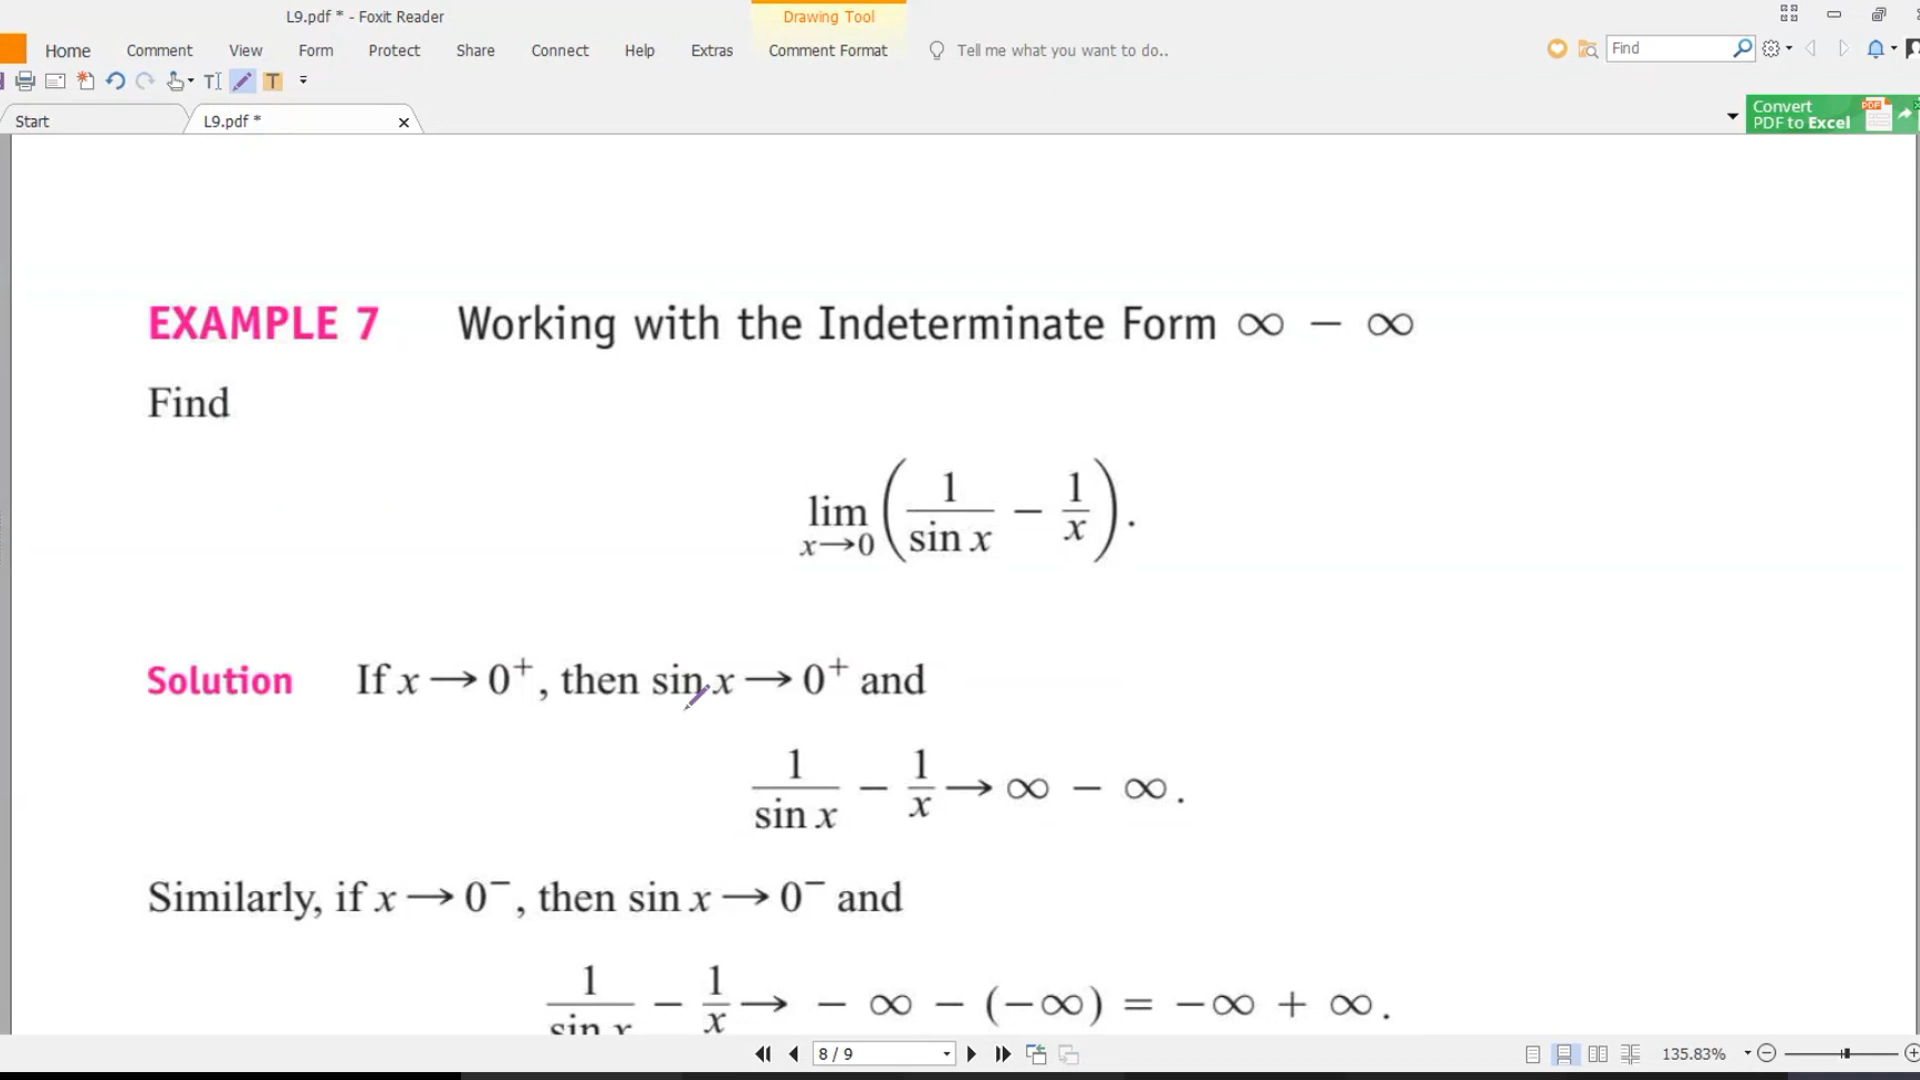 L9.pdf * - Foxit Reader
Drawing Tool
Home Comment View Form Protect Share Connect Help Extras Comment Format Tell me what you want to do.. Find
Start L9.pdf * Convert PDF to Excel
EXAMPLE 7 Working with the Indeterminate Form ∞ − ∞
Find
lim x→0 (1/sin x − 1/x).
Solution If x → 0⁺, then sin x → 0⁺ and
1/sin x − 1/x → ∞ − ∞.
Similarly, if x → 0⁻, then sin x → 0⁻ and
1/sin x − 1/x → − ∞ − (−∞) = −∞ + ∞.
8 / 9 135.83%